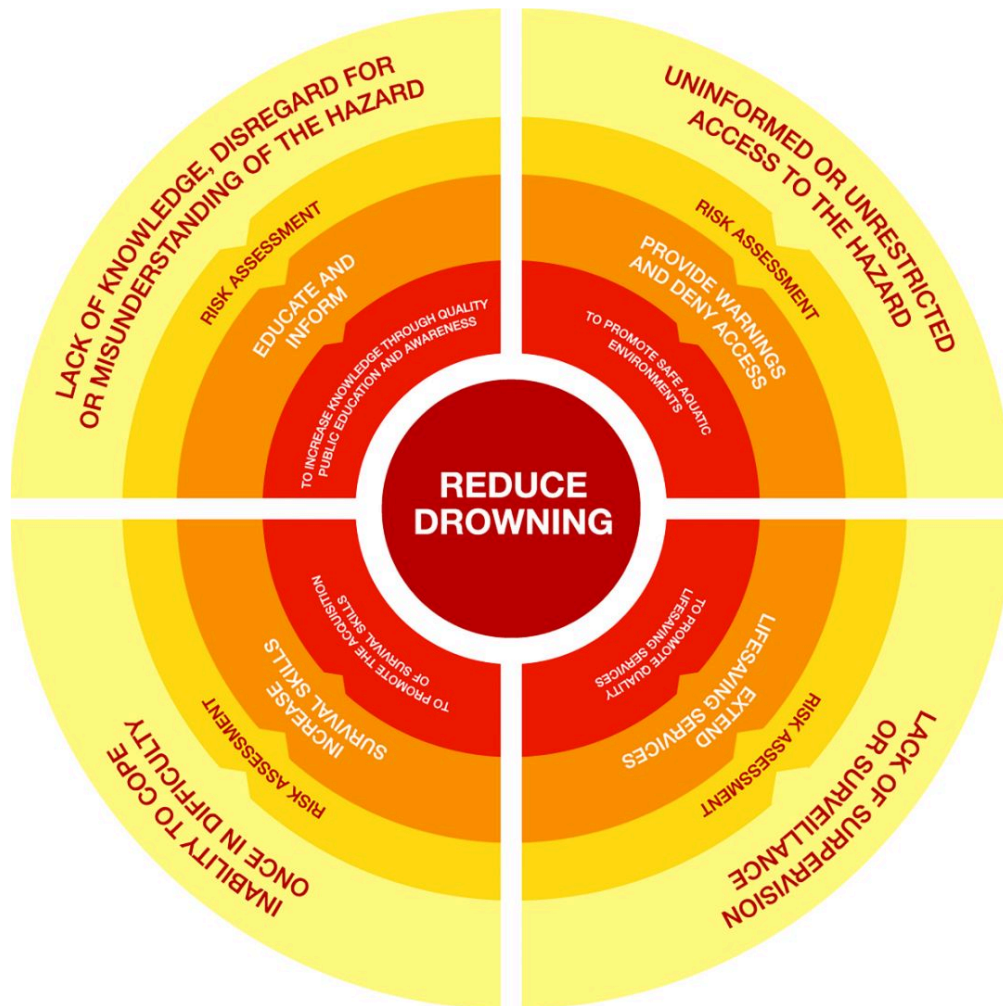 LACK OF KNOWLEDGE, DISREGARD FOR
OR MISUNDERSTANDING OF THE HAZARD
RISK ASSESSMENT
EDUCATE AND
INFORM
TO INCREASE KNOWLEDGE THROUGH QUALITY
PUBLIC EDUCATION AND AWARENESS
UNINFORMED OR UNRESTRICTED
ACCESS TO THE HAZARD
RISK ASSESSMENT
PROVIDE WARNINGS
AND DENY ACCESS
TO PROMOTE SAFE AQUATIC
ENVIRONMENTS
REDUCE
DROWNING
TO PROMOTE THE ACQUISITION
OF SURVIVAL SKILLS
INCREASE
SURVIVAL SKILLS
RISK ASSESSMENT
INABILITY TO COPE
ONCE IN DIFFICULTY
TO PROMOTE QUALITY
LIFESAVING SERVICES
EXTEND
LIFESAVING SERVICES
RISK ASSESSMENT
LACK OF SURPERVISION
OR SURVEILLANCE